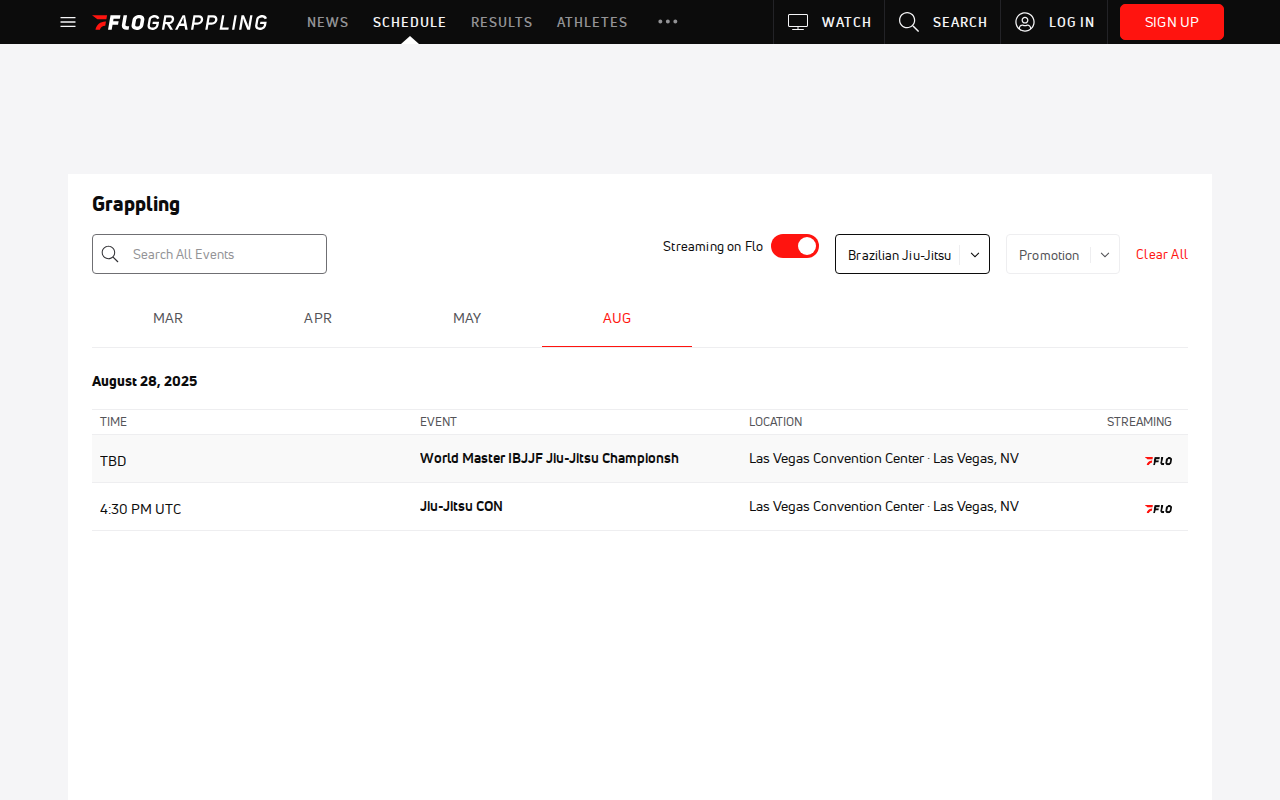 FLOGRAPPLING NEWS SCHEDULE RESULTS ATHLETES WATCH SEARCH LOG IN SIGN UP
Grappling
Search All Events Streaming on Flo Brazilian Jiu-Jitsu Promotion Clear All
MAR APR MAY AUG
August 28, 2025
TIME EVENT LOCATION STREAMING
TBD World Master IBJJF Jiu-Jitsu Championsh Las Vegas Convention Center · Las Vegas, NV FLO
4:30 PM UTC Jiu-Jitsu CON Las Vegas Convention Center · Las Vegas, NV FLO